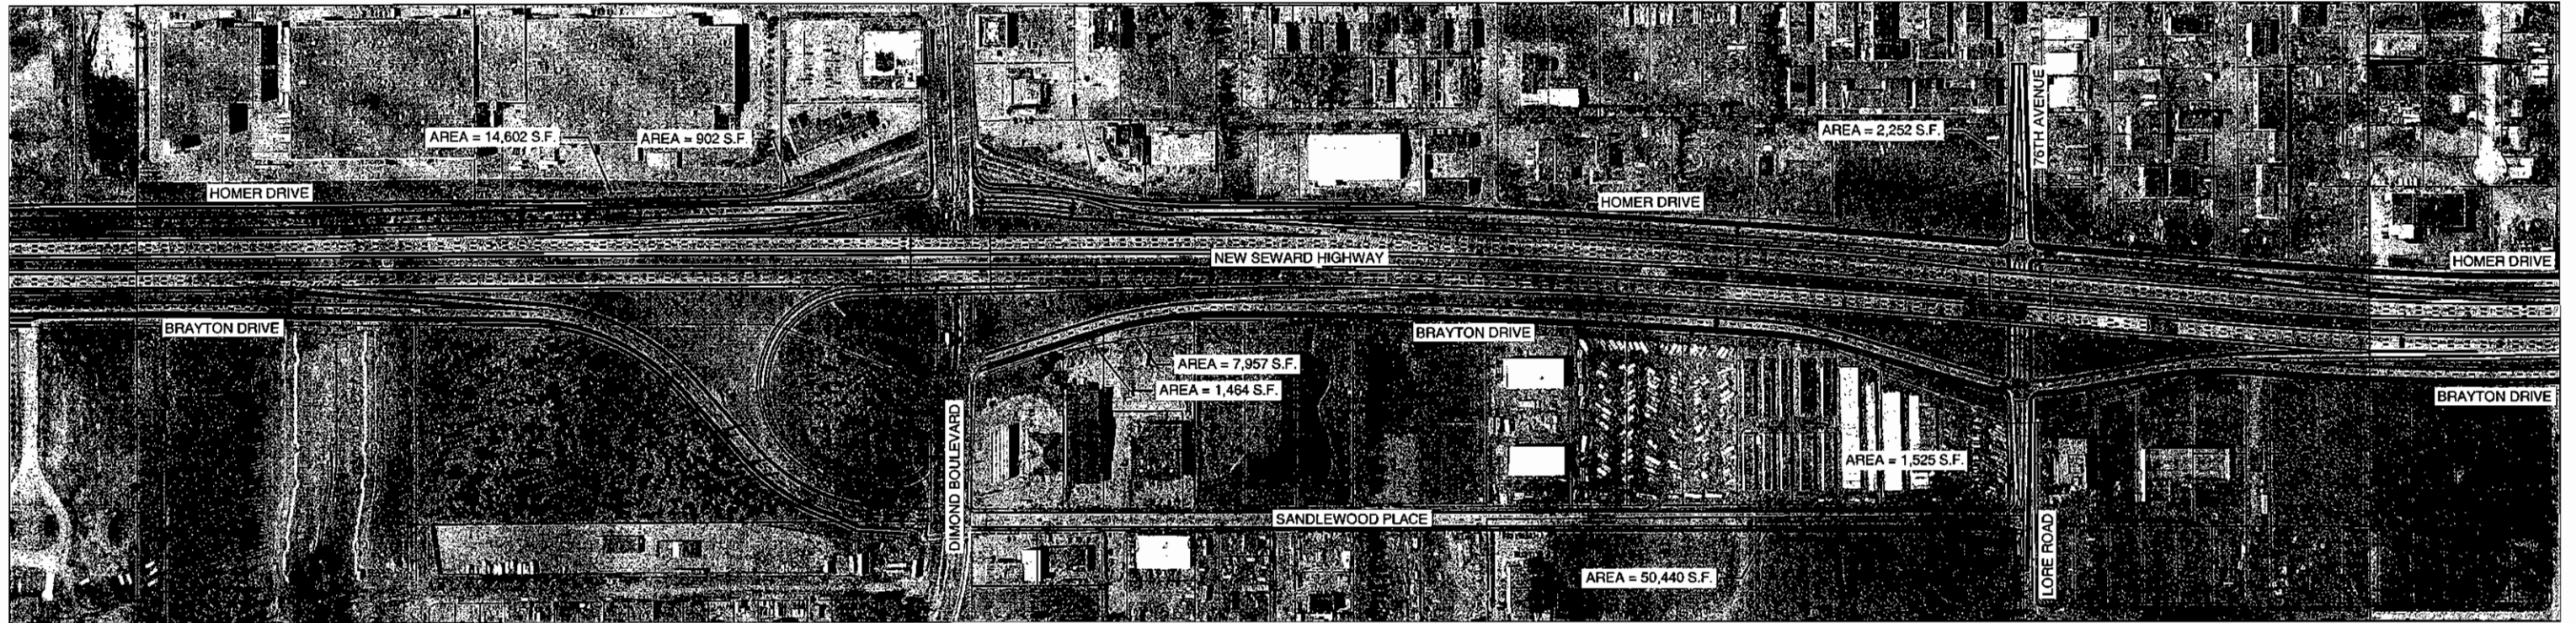 AREA = 14,602 S.F.
AREA = 902 S.F.
AREA = 2,252 S.F.
76TH AVENUE
HOMER DRIVE
HOMER DRIVE
NEW SEWARD HIGHWAY
HOMER DRIVE
BRAYTON DRIVE
BRAYTON DRIVE
AREA = 7,957 S.F.
AREA = 1,464 S.F.
BRAYTON DRIVE
DIMOND BOULEVARD
AREA = 1,525 S.F.
SANDLEWOOD PLACE
LORE ROAD
AREA = 50,440 S.F.